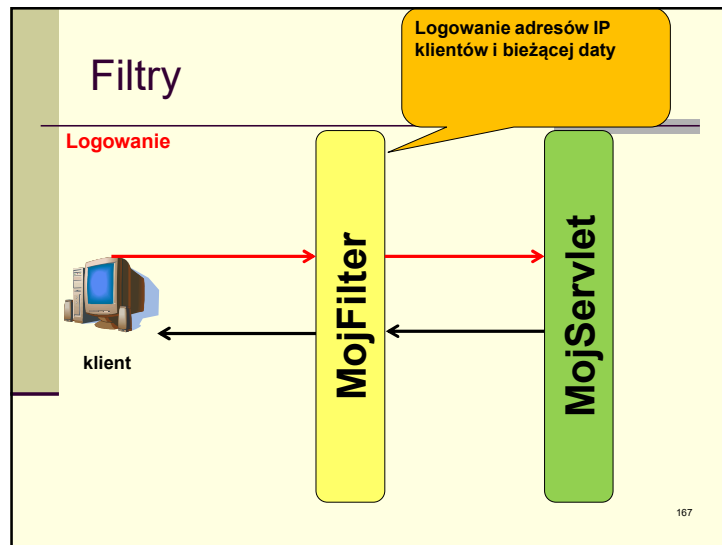 Filtry
Logowanie adresów IP
klientów i bieżącej daty
Logowanie
klient
MojFilter
MojServlet
167